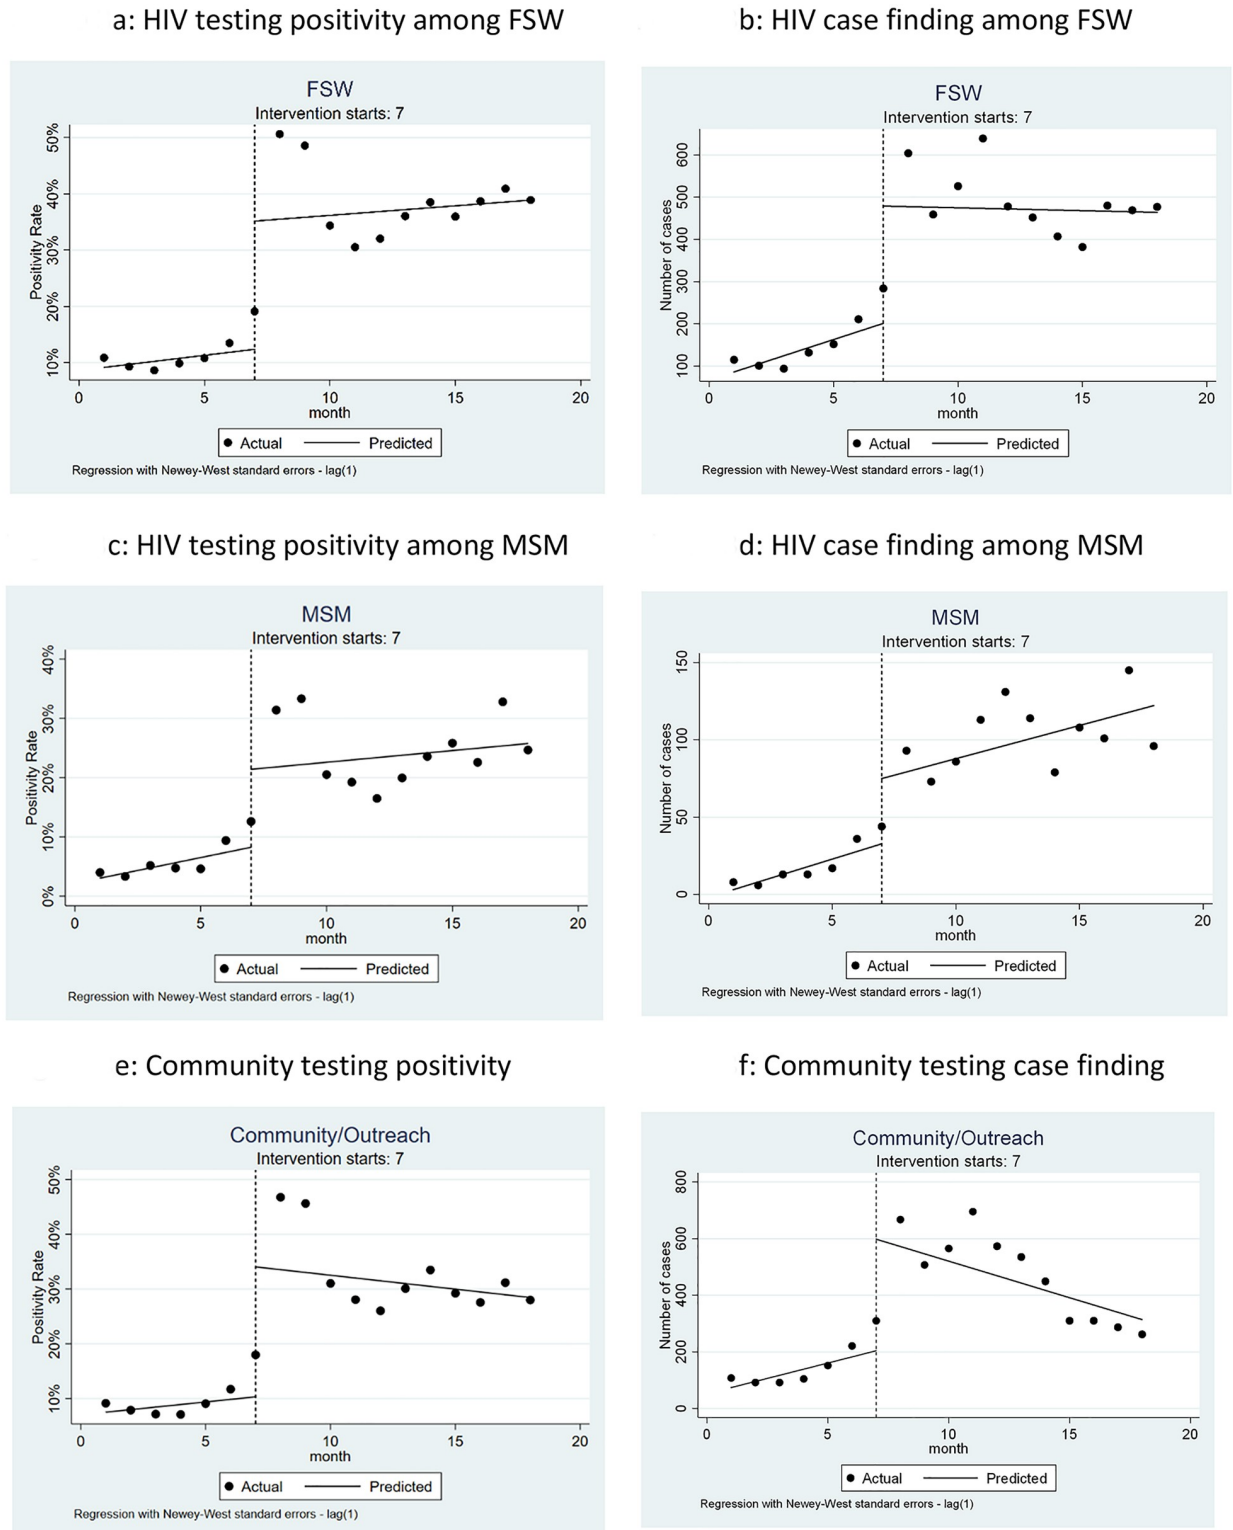 a: HIV testing positivity among FSW
FSW
Intervention starts: 7
Positivity Rate
50%
40%
30%
20%
10%
0 5 10 15 20
month
Actual Predicted
Regression with Newey-West standard errors - lag(1)
b: HIV case finding among FSW
FSW
Intervention starts: 7
Number of cases
600
500
400
300
200
100
0 5 10 15 20
month
Actual Predicted
Regression with Newey-West standard errors - lag(1)
c: HIV testing positivity among MSM
MSM
Intervention starts: 7
Positivity Rate
40%
30%
20%
10%
0%
0 5 10 15 20
month
Actual Predicted
Regression with Newey-West standard errors - lag(1)
d: HIV case finding among MSM
MSM
Intervention starts: 7
Number of cases
150
100
50
0
0 5 10 15 20
month
Actual Predicted
Regression with Newey-West standard errors - lag(1)
e: Community testing positivity
Community/Outreach
Intervention starts: 7
Positivity Rate
50%
40%
30%
20%
10%
0 5 10 15 20
month
Actual Predicted
Regression with Newey-West standard errors - lag(1)
f: Community testing case finding
Community/Outreach
Intervention starts: 7
Number of cases
800
600
400
200
0
0 5 10 15 20
month
Actual Predicted
Regression with Newey-West standard errors - lag(1)